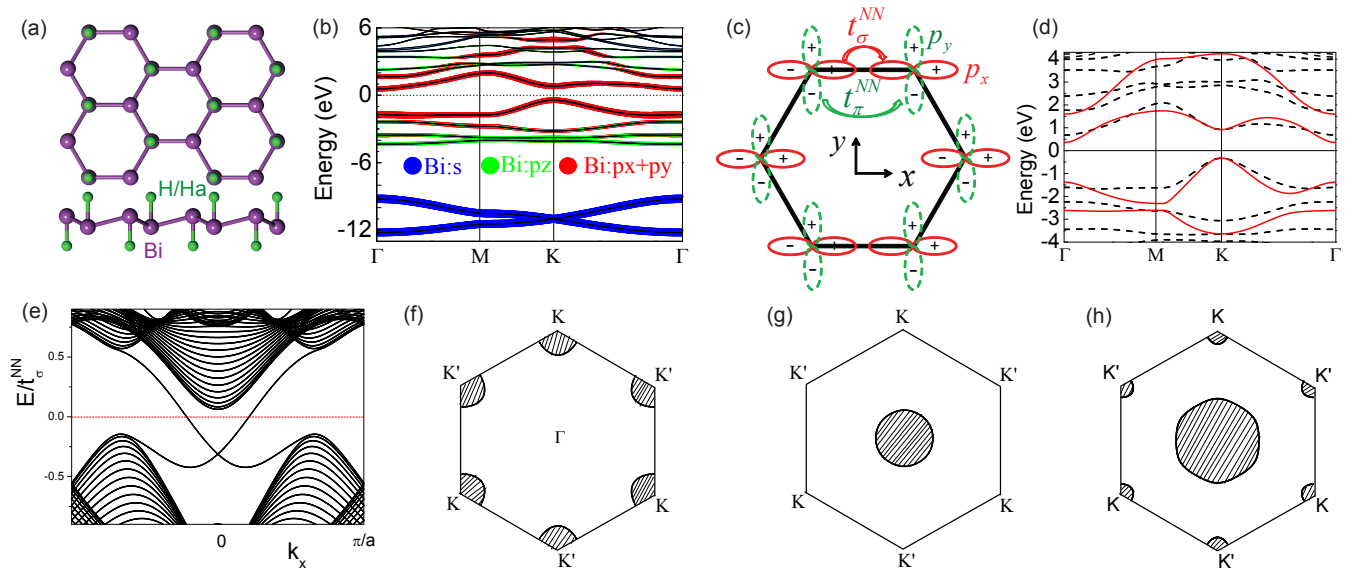 (a)
H/Ha
Bi
(b)
Energy (eV)
6
0
-6
-12
Bi:s
Bi:pz
Bi:px+py
Γ M K Γ
(c)
t_σ^NN
t_π^NN
p_y
p_x
+ + 
- + +
- -
+ +
- + - +
- -
y
x
+ +
- + +
- -
(d)
Energy (eV)
4
3
2
1
0
-1
-2
-3
-4
Γ M K Γ
(e)
E/t_σ^NN
0.5
0.0
-0.5
0 π/a
k_x
(f)
K
K' K'
Γ
K K
K'
(g)
K
K' K'
K K
K'
(h)
K
K' K'
K K
K'